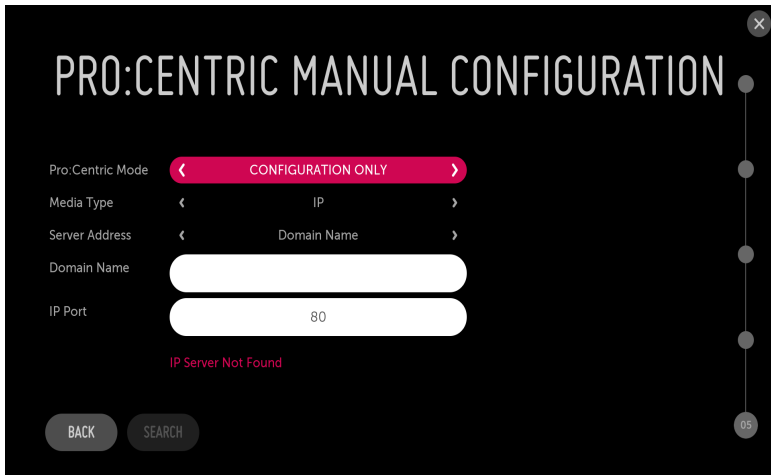 PRO:CENTRIC MANUAL CONFIGURATION
Pro:Centric Mode CONFIGURATION ONLY
Media Type IP
Server Address Domain Name
Domain Name
IP Port 80
IP Server Not Found
BACK SEARCH
05